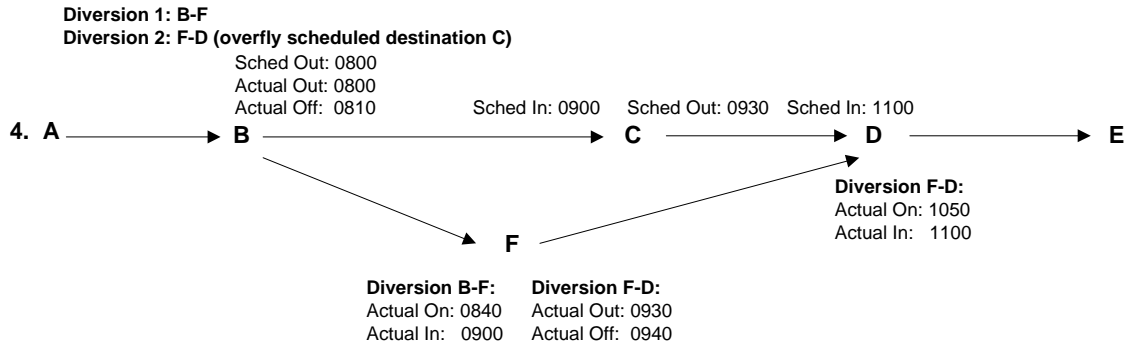 Diversion 1: B-F
Diversion 2: F-D (overfly scheduled destination C)
Sched Out: 0800
Actual Out: 0800
Actual Off: 0810
Sched In: 0900
Sched Out: 0930
Sched In: 1100
4. A
B
C
D
E
Diversion F-D:
Actual On: 1050
Actual In: 1100
F
Diversion B-F:
Actual On: 0840
Actual In: 0900
Diversion F-D:
Actual Out: 0930
Actual Off: 0940